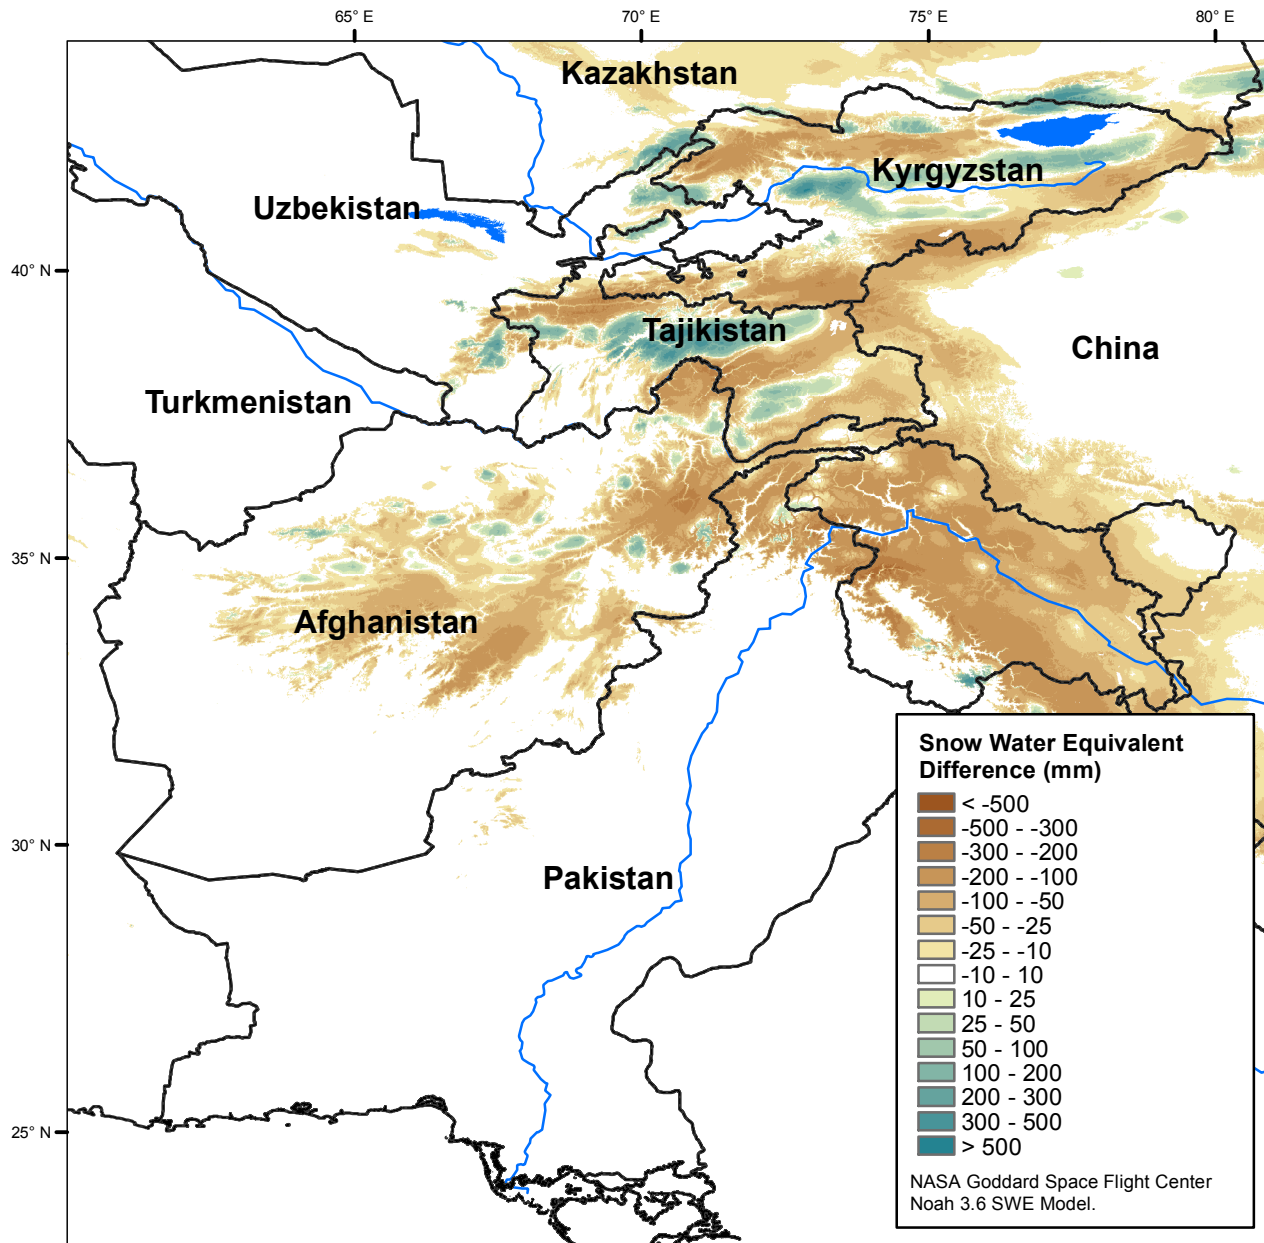 65° E
70° E
75° E
80° E
Kazakhstan
Kyrgyzstan
Uzbekistan
40° N
Tajikistan
China
Turkmenistan
35° N
Afghanistan
30° N
Pakistan
25° N
Snow Water Equivalent
Difference (mm)
< -500
-500 - -300
-300 - -200
-200 - -100
-100 - -50
-50 - -25
-25 - -10
-10 - 10
10 - 25
25 - 50
50 - 100
100 - 200
200 - 300
300 - 500
> 500
NASA Goddard Space Flight Center
Noah 3.6 SWE Model.